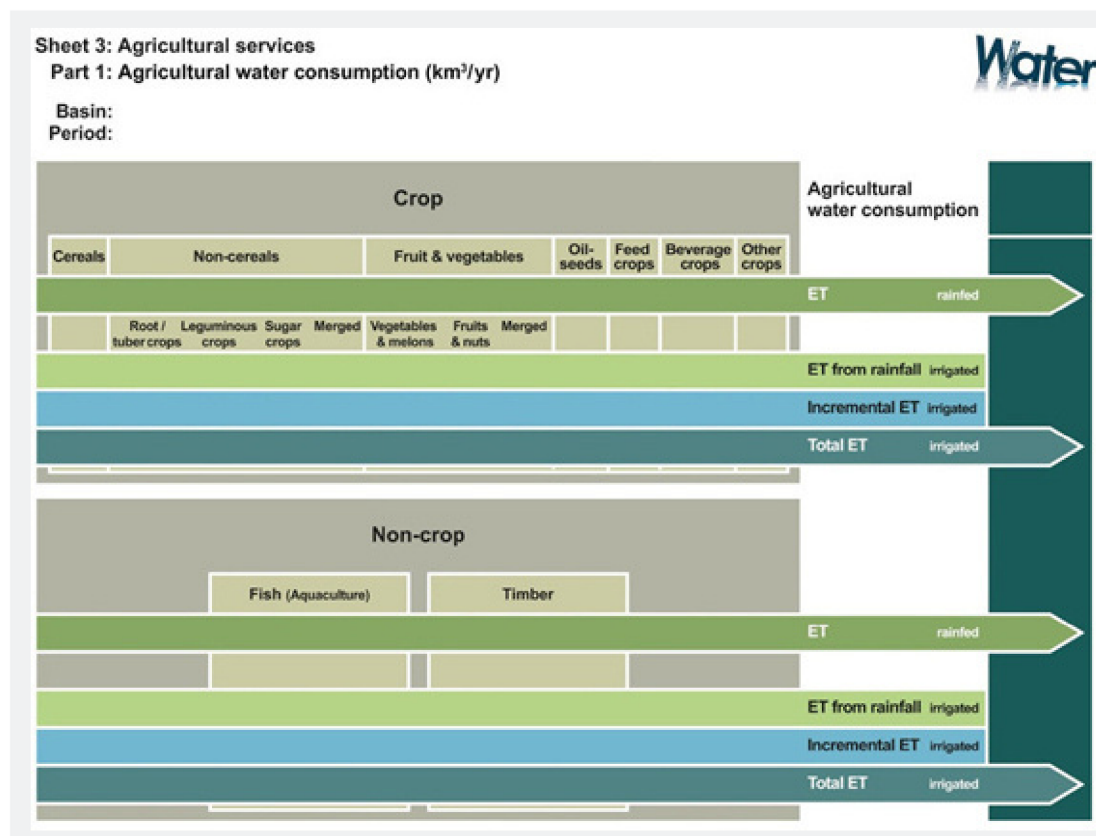 Sheet 3: Agricultural services
Part 1: Agricultural water consumption (km³/yr)
Water
Basin:
Period:
Crop
Agricultural
water consumption
Cereals
Non-cereals
Fruit & vegetables
Oil-
seeds
Feed
crops
Beverage
crops
Other
crops
ET rainfed
Root /
tuber crops
Leguminous
crops
Sugar
crops
Merged
Vegetables
& melons
Fruits
& nuts
Merged
ET from rainfall irrigated
Incremental ET irrigated
Total ET irrigated
Non-crop
Fish (Aquaculture)
Timber
ET rainfed
ET from rainfall irrigated
Incremental ET irrigated
Total ET irrigated